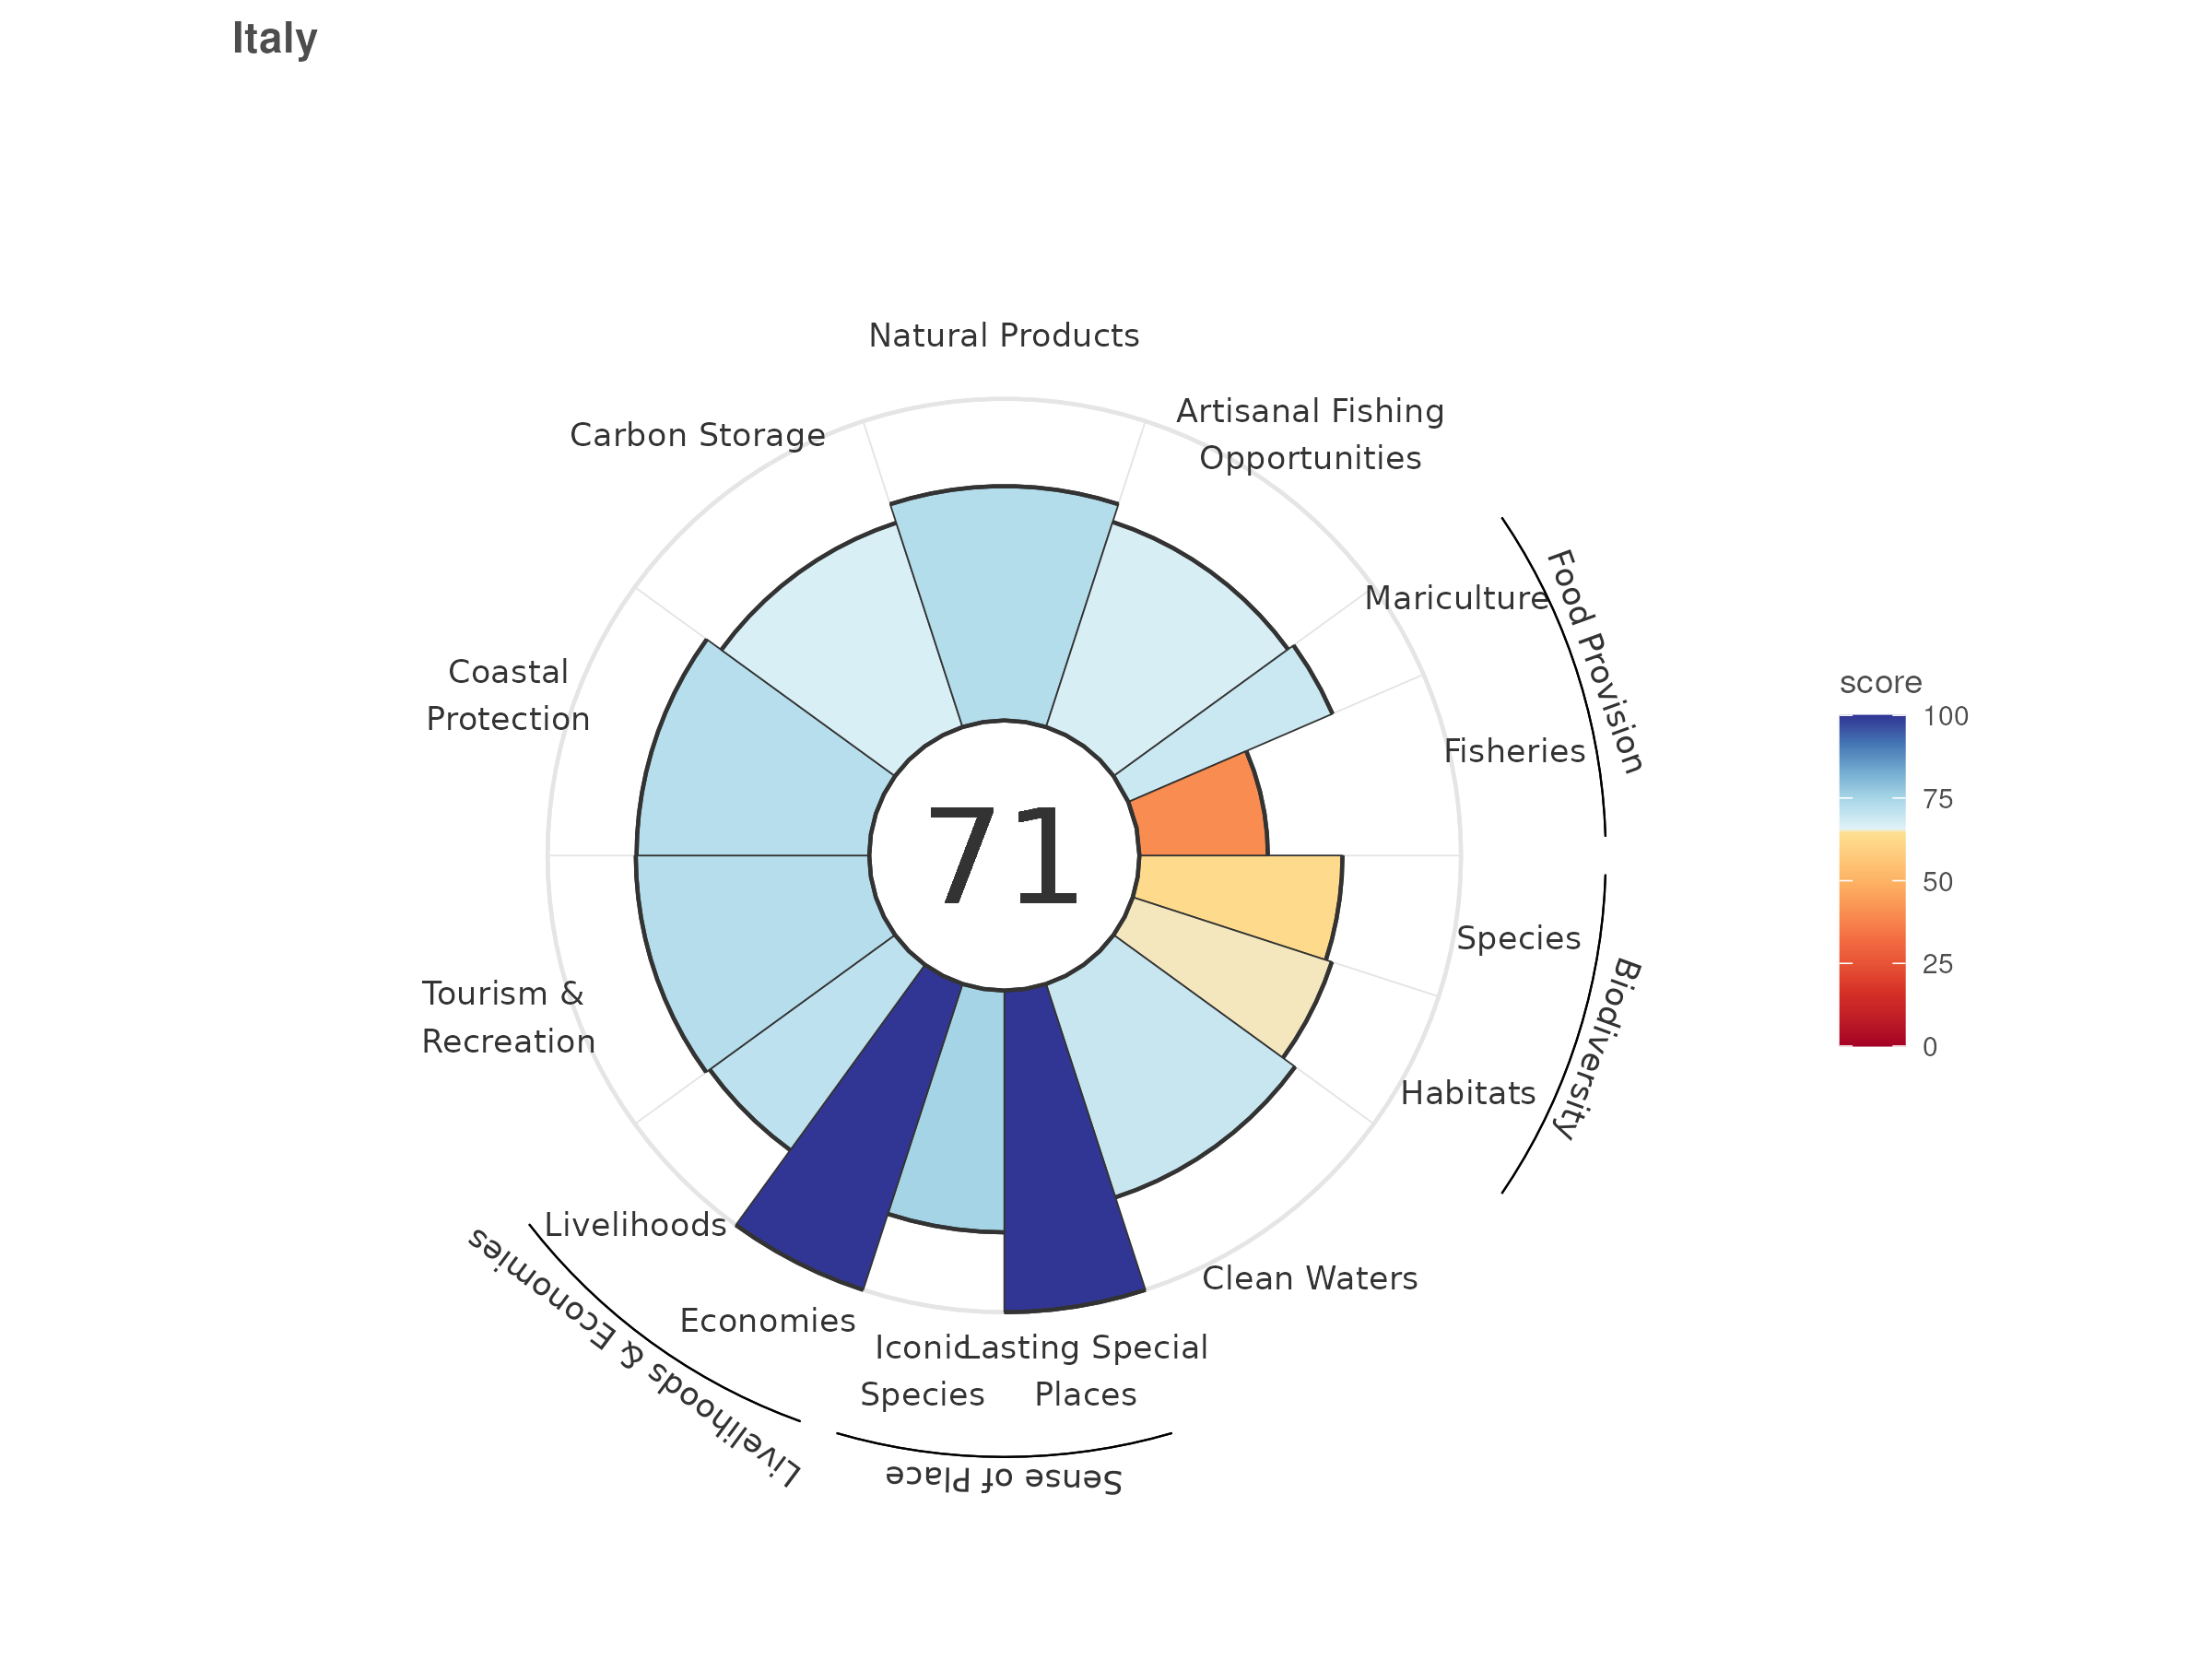 Italy
Natural Products
Artisanal Fishing
Opportunities
Carbon Storage
Mariculture
Food Provision
Fisheries
Coastal
Protection
71
score
100
75
50
25
0
Species
Biodiversity
Habitats
Tourism &
Recreation
Livelihoods
Livelihoods & Economies
Economies
Clean Waters
Iconic
Species
Lasting Special
Places
Sense of Place